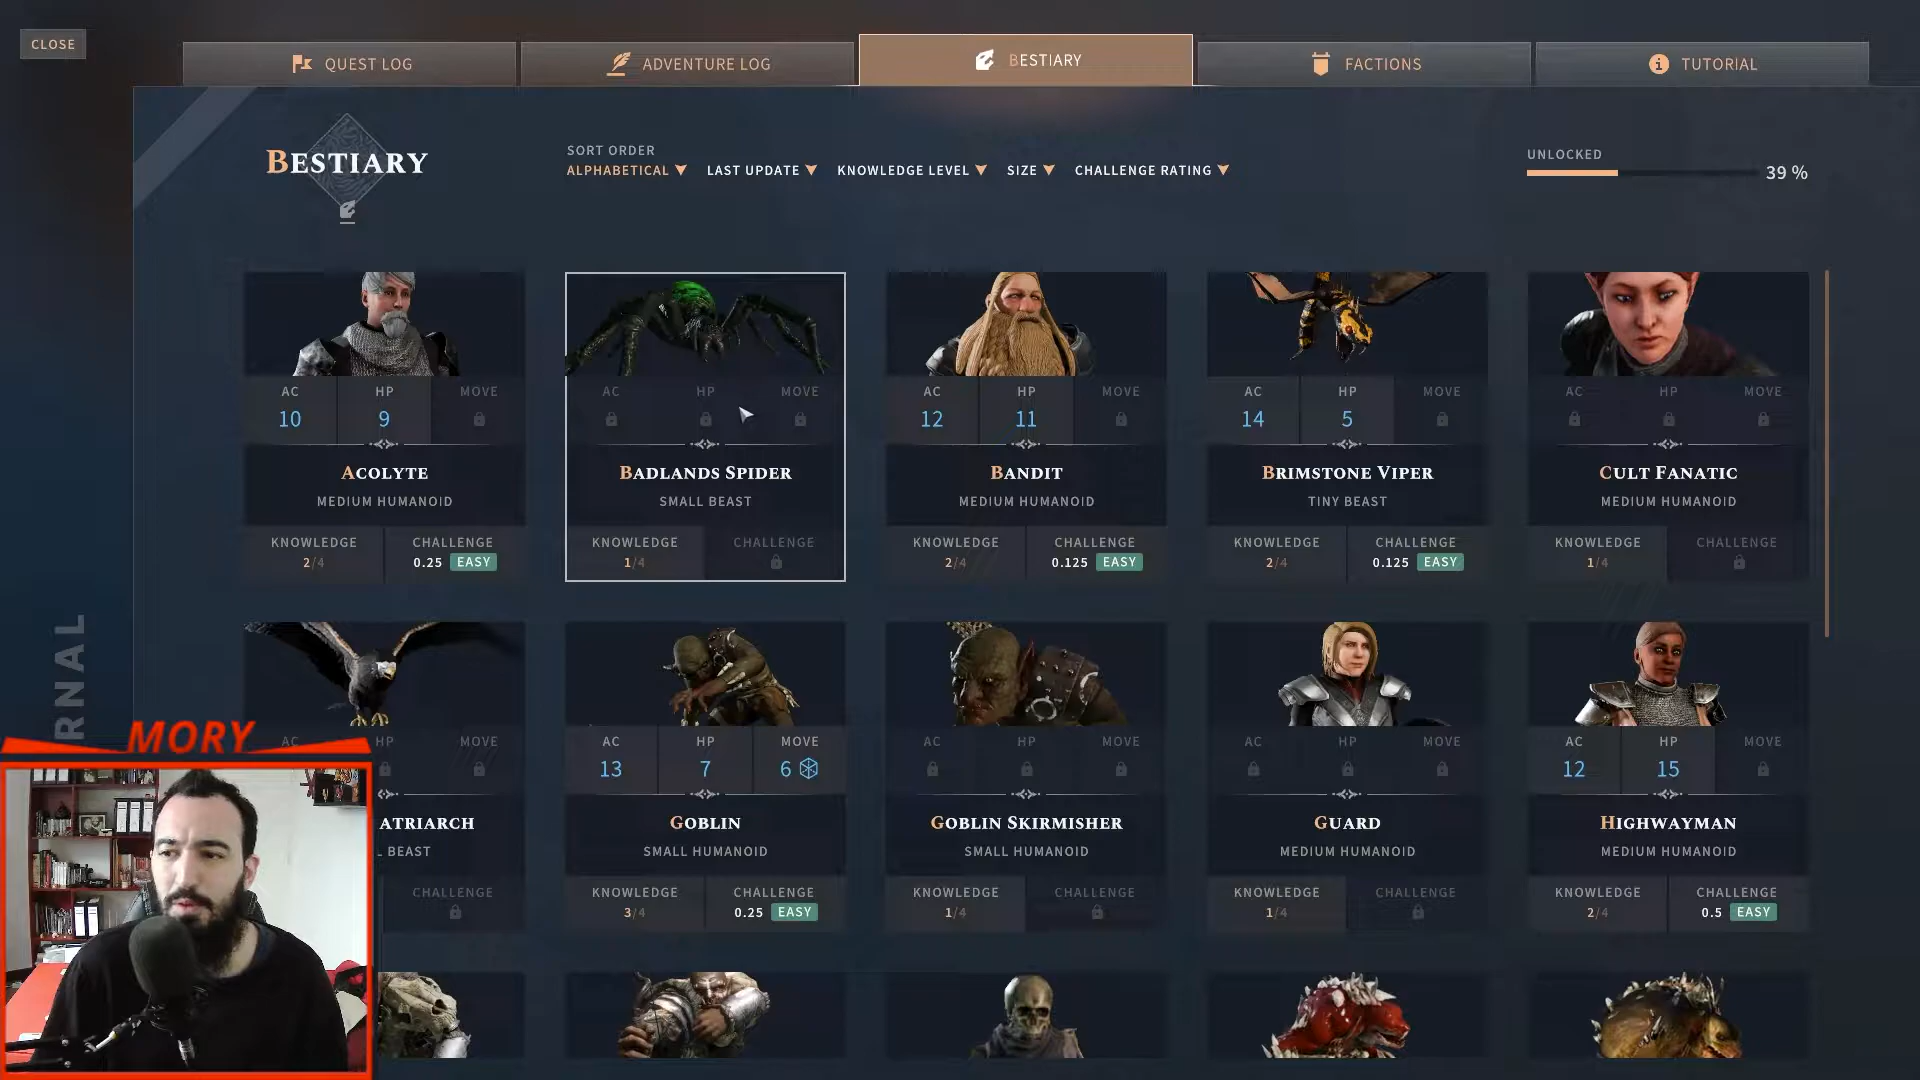 CLOSE
QUEST LOG
ADVENTURE LOG
BESTIARY
FACTIONS
TUTORIAL
BESTIARY
SORT ORDER
ALPHABETICAL LAST UPDATE KNOWLEDGE LEVEL SIZE CHALLENGE RATING
UNLOCKED
39 %
AC HP MOVE
10 9
ACOLYTE
MEDIUM HUMANOID
KNOWLEDGE CHALLENGE
2/4 0.25 EASY
AC HP MOVE
BADLANDS SPIDER
SMALL BEAST
KNOWLEDGE CHALLENGE
1/4
AC HP MOVE
12 11
BANDIT
MEDIUM HUMANOID
KNOWLEDGE CHALLENGE
2/4 0.125 EASY
AC HP MOVE
14 5
BRIMSTONE VIPER
TINY BEAST
KNOWLEDGE CHALLENGE
2/4 0.125 EASY
AC HP MOVE
CULT FANATIC
MEDIUM HUMANOID
KNOWLEDGE CHALLENGE
1/4
AC HP MOVE
ATRIARCH
L BEAST
CHALLENGE
AC HP MOVE
13 7 6
GOBLIN
SMALL HUMANOID
KNOWLEDGE CHALLENGE
3/4 0.25 EASY
AC HP MOVE
GOBLIN SKIRMISHER
SMALL HUMANOID
KNOWLEDGE CHALLENGE
1/4
AC HP MOVE
GUARD
MEDIUM HUMANOID
KNOWLEDGE CHALLENGE
1/4
AC HP MOVE
12 15
HIGHWAYMAN
MEDIUM HUMANOID
KNOWLEDGE CHALLENGE
2/4 0.5 EASY
RNAL
MORY